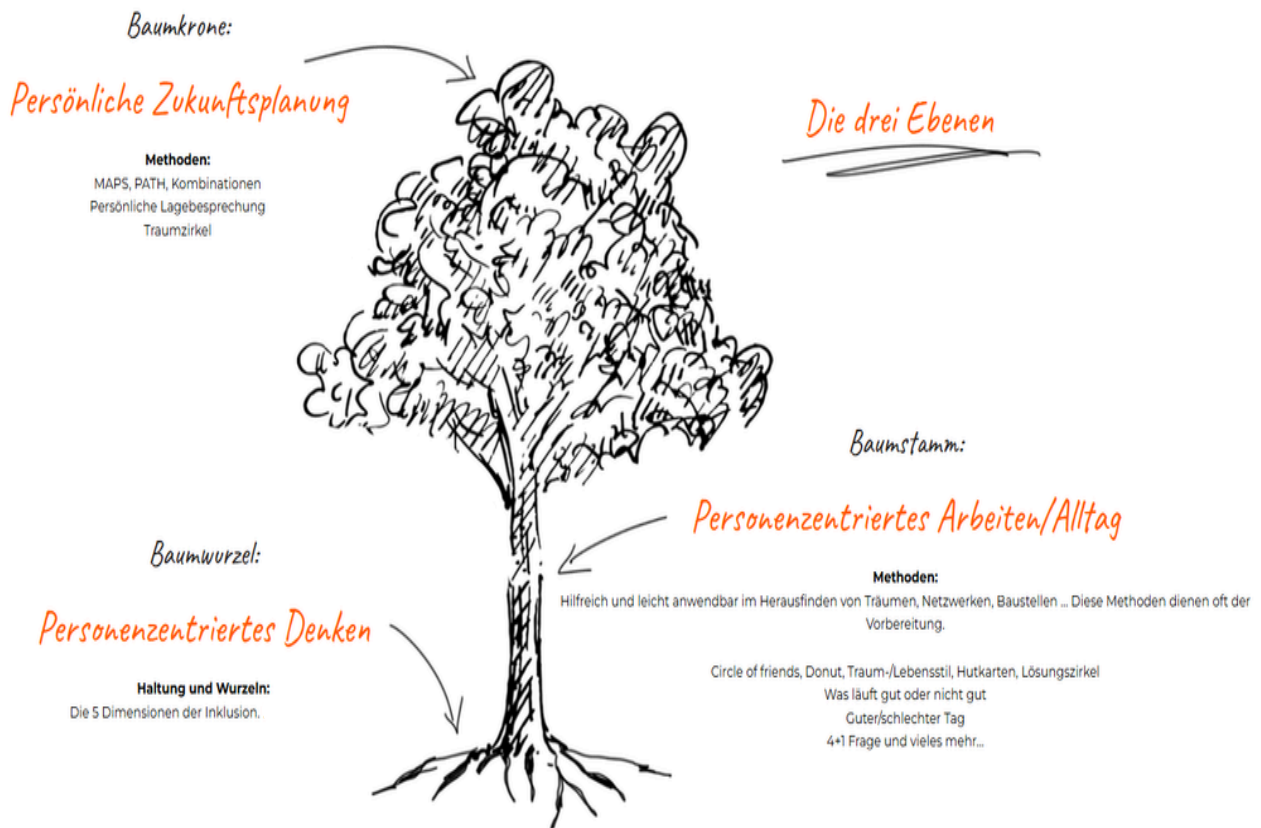 Baumkrone:
Persönliche Zukunftsplanung
Methoden:
MAPS, PATH, Kombinationen
Persönliche Lagebesprechung
Traumzirkel
Die drei Ebenen
Baumstamm:
Personenzentriertes Arbeiten/Alltag
Methoden:
Hilfreich und leicht anwendbar im Herausfinden von Träumen, Netzwerken, Baustellen ... Diese Methoden dienen oft der
Vorbereitung.
Circle of friends, Donut, Traum-/Lebensstil, Hutkarten, Lösungszirkel
Was läuft gut oder nicht gut
Guter/schlechter Tag
4+1 Frage und vieles mehr...
Baumwurzel:
Personenzentriertes Denken
Haltung und Wurzeln:
Die 5 Dimensionen der Inklusion.